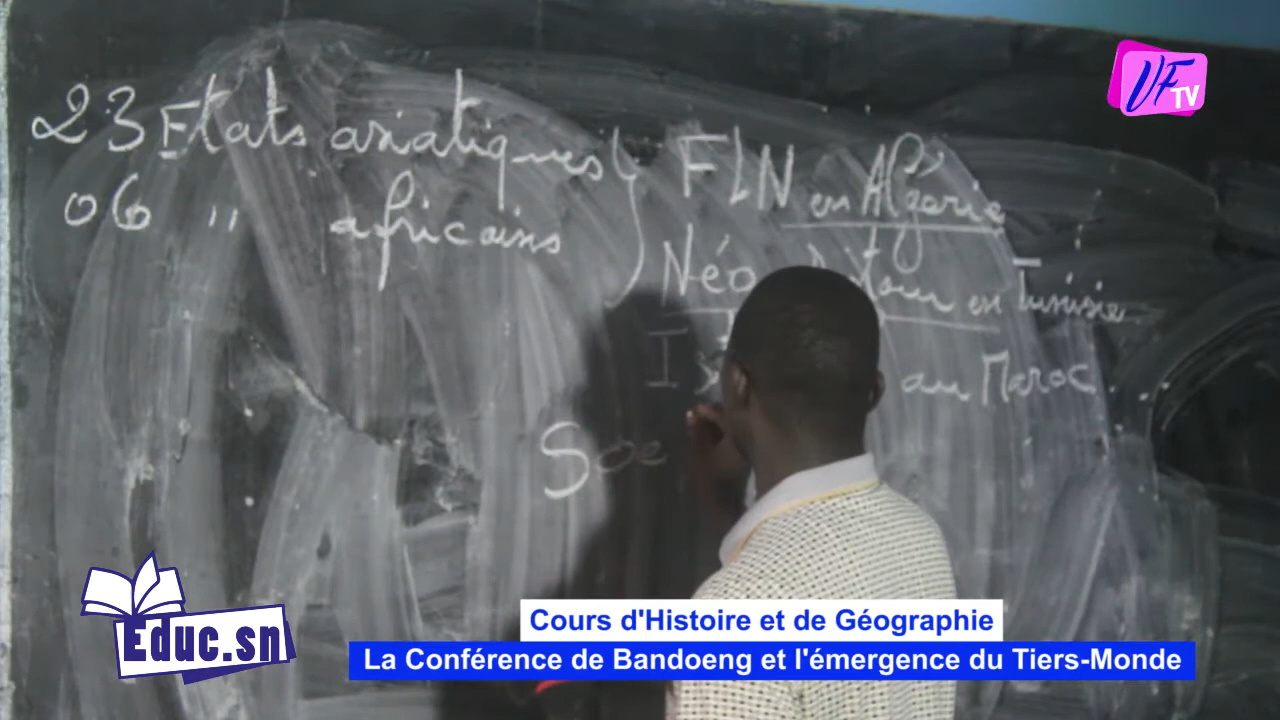 VF TV
23 Etats asiatiques
06 " africains
FLN en Algérie
Néo en Tunisie
au Maroc.
Educ.sn
Cours d'Histoire et de Géographie
La Conférence de Bandoeng et l'émergence du Tiers-Monde